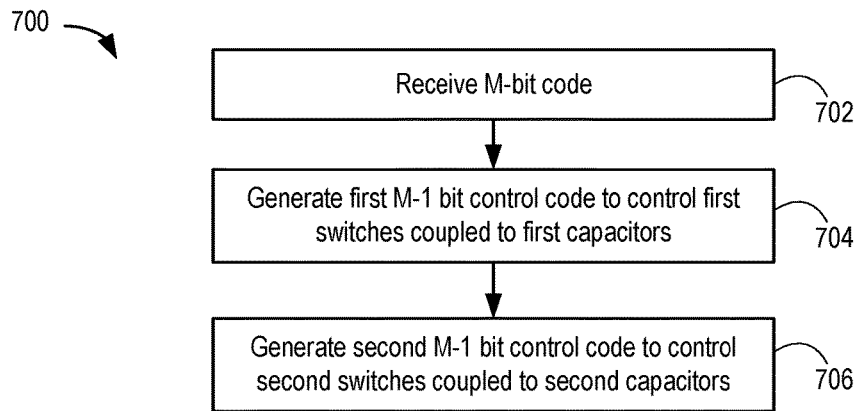 700
Receive M-bit code
702
Generate first M-1 bit control code to control first
switches coupled to first capacitors
704
Generate second M-1 bit control code to control
second switches coupled to second capacitors
706